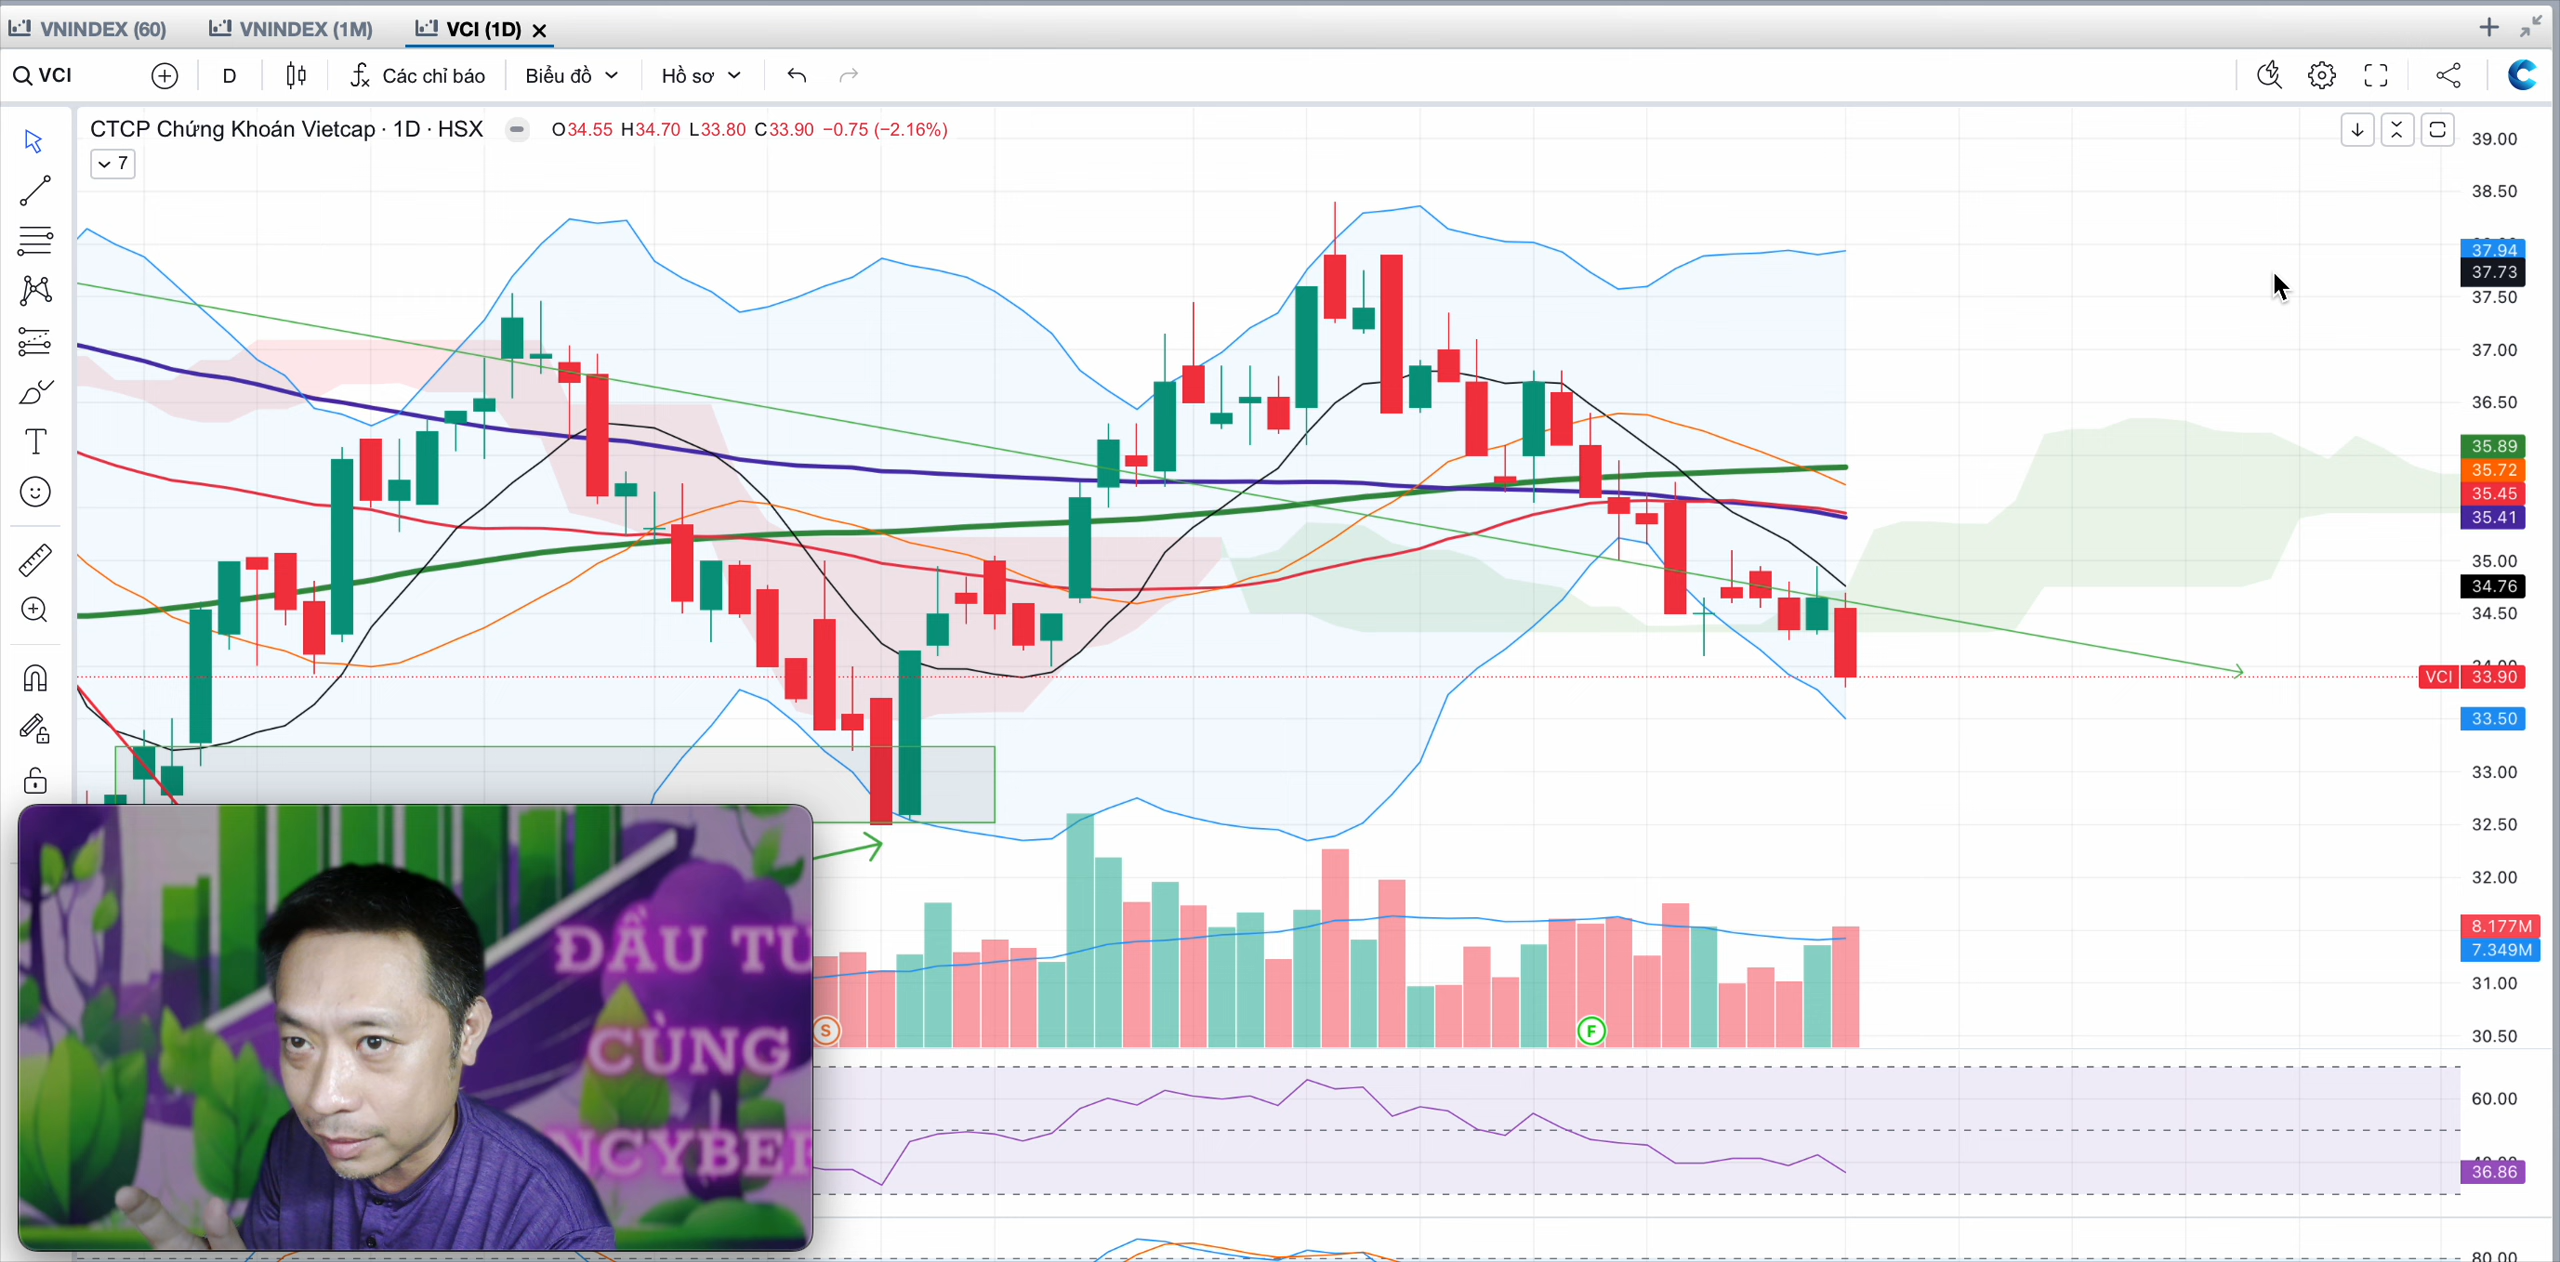 VNINDEX (60) VNINDEX (1M) VCI (1D)
VCI D Các chỉ báo Biểu đồ Hồ sơ
CTCP Chứng Khoán Vietcap · 1D · HSX O34.55 H34.70 L33.80 C33.90 −0.75 (−2.16%)
7
39.00
38.50
37.94
37.73
37.50
37.00
36.50
35.89
35.72
35.45
35.41
35.00
34.76
34.50
VCI 33.90
33.50
33.00
32.50
32.00
8.177M
7.349M
31.00
30.50
S F
60.00
36.86
80.00
ĐẦU TƯ
CÙNG
NCYBER